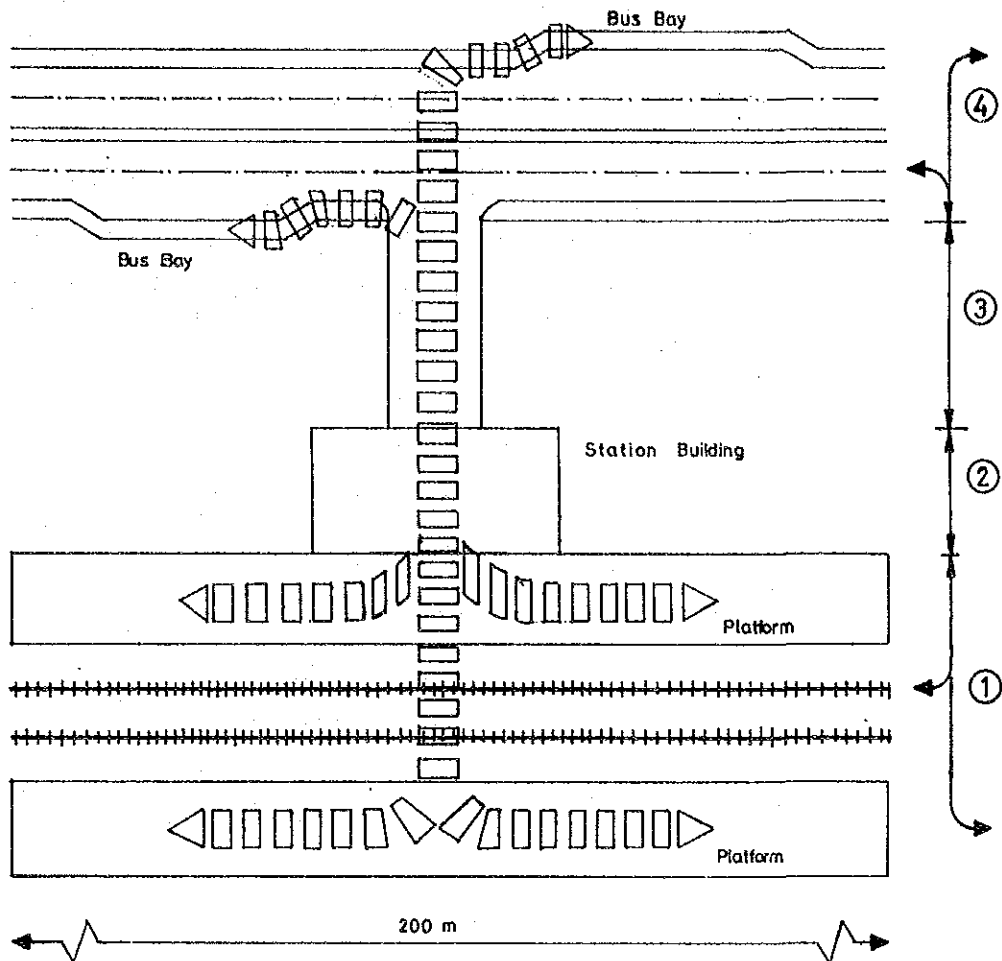 Bus Bay
④
Bus Bay
③
Station Building
②
Platform
①
Platform
200 m